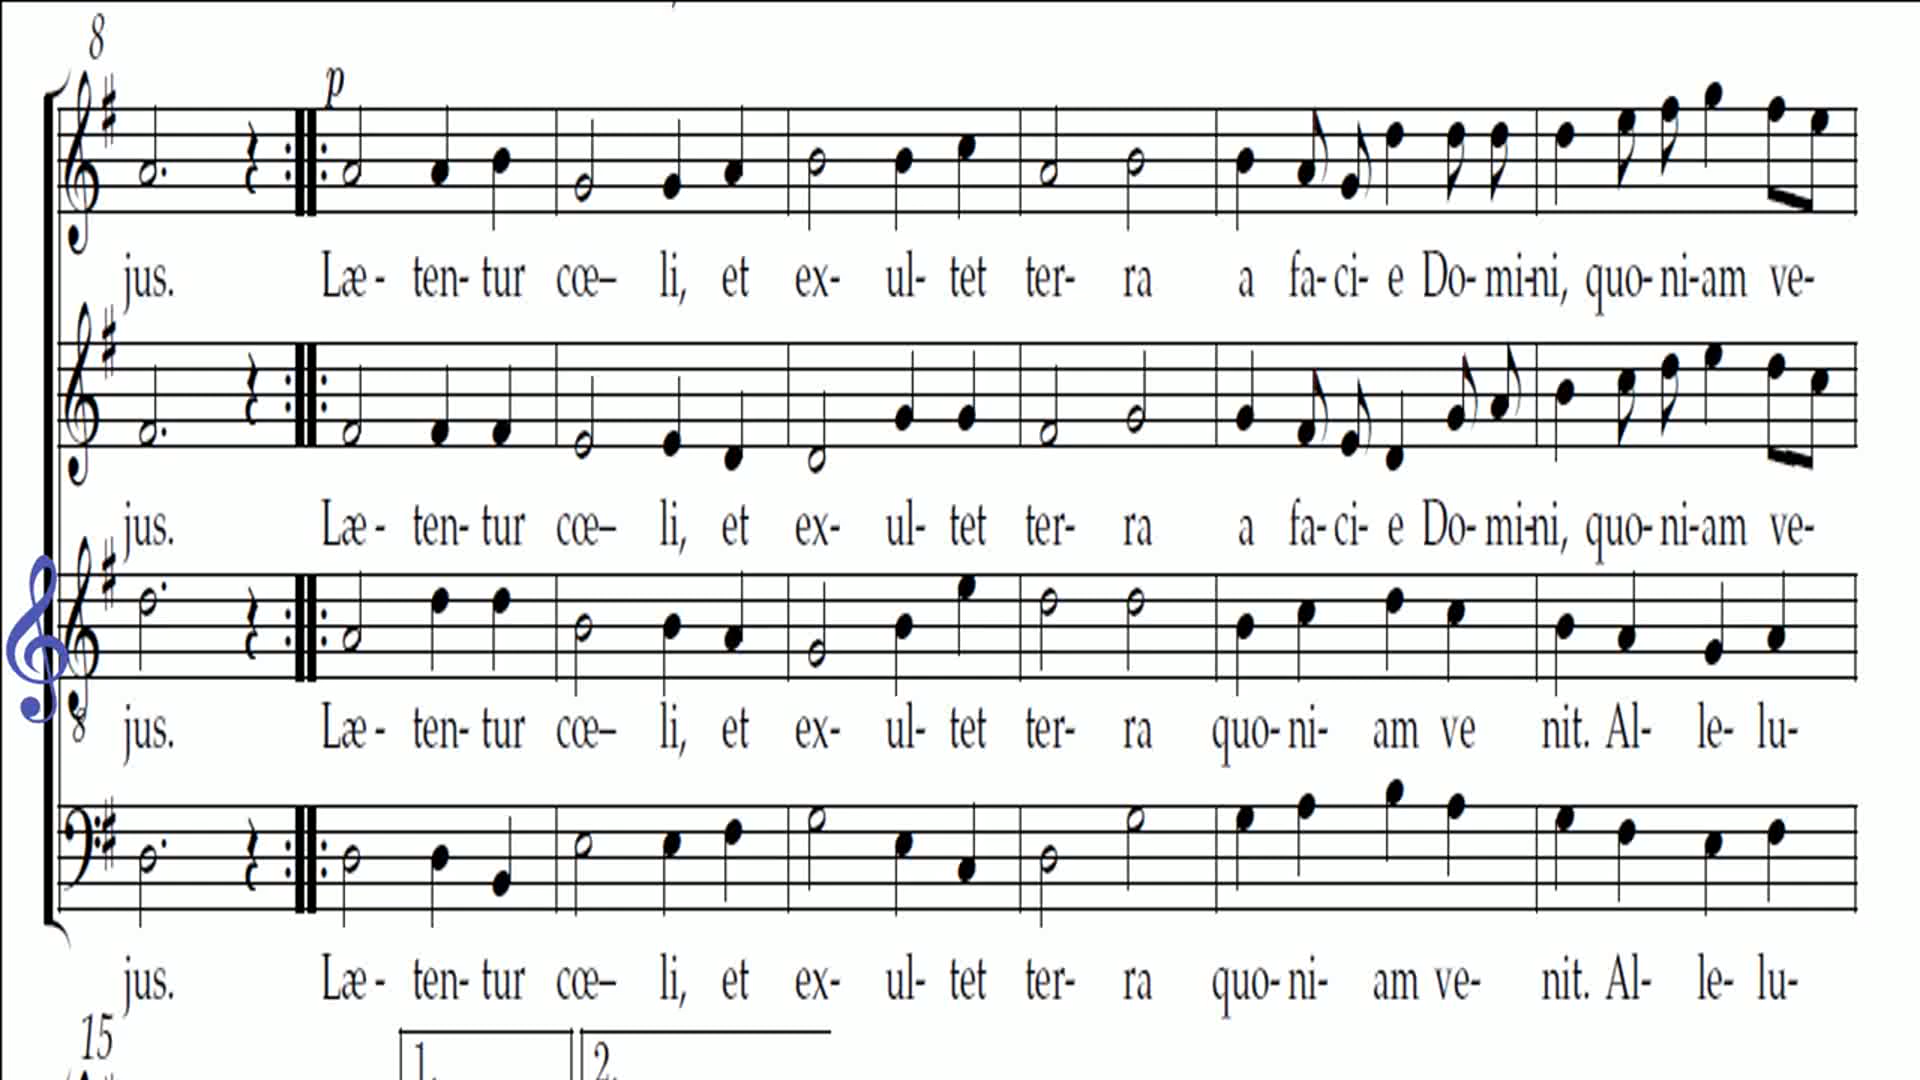 8
p
jus. Læ - ten- tur cœ– li, et ex- ul- tet ter- ra a fa- ci- e Do- mi- ni, quo- ni- am ve-
jus. Læ - ten- tur cœ– li, et ex- ul- tet ter- ra a fa- ci- e Do- mi- ni, quo- ni- am ve-
8 jus. Læ - ten- tur cœ– li, et ex- ul- tet ter- ra quo- ni- am ve nit. Al- le- lu-
jus. Læ - ten- tur cœ– li, et ex- ul- tet ter- ra quo- ni- am ve- nit. Al- le- lu-
15
1. 2.